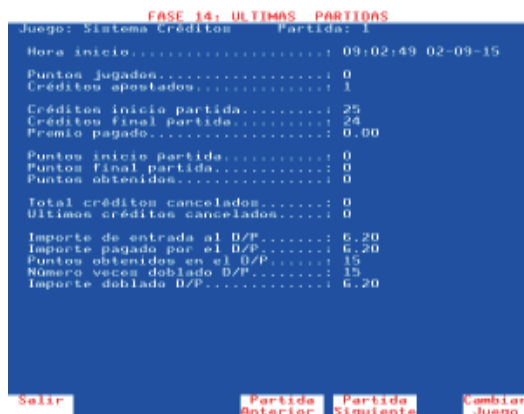 FASE 14: ULTIMAS PARTIDAS
Juego: Sistema Créditos Partida: 1
Hora inicio.....................: 09:02:49 02-09-15
Puntos jugados..................: 0
Créditos apostados..............: 1
Créditos inicio partida.........: 25
Créditos final partida..........: 24
Premio pagado...................: 0.00
Puntos inicio partida...........: 0
Puntos final partida............: 0
Puntos obtenidos................: 0
Total créditos cancelados.......: 0
Ultimos créditos cancelados.....: 0
Importe de entrada al D/P.......: 6.20
Importe pagado por el D/P.......: 6.20
Puntos obtenidos en el D/P......: 15
Número veces doblado D/P........: 15
Importe doblado D/P.............: 6.20
Salir Partida Anterior Partida Siguiente Cambiar Juego